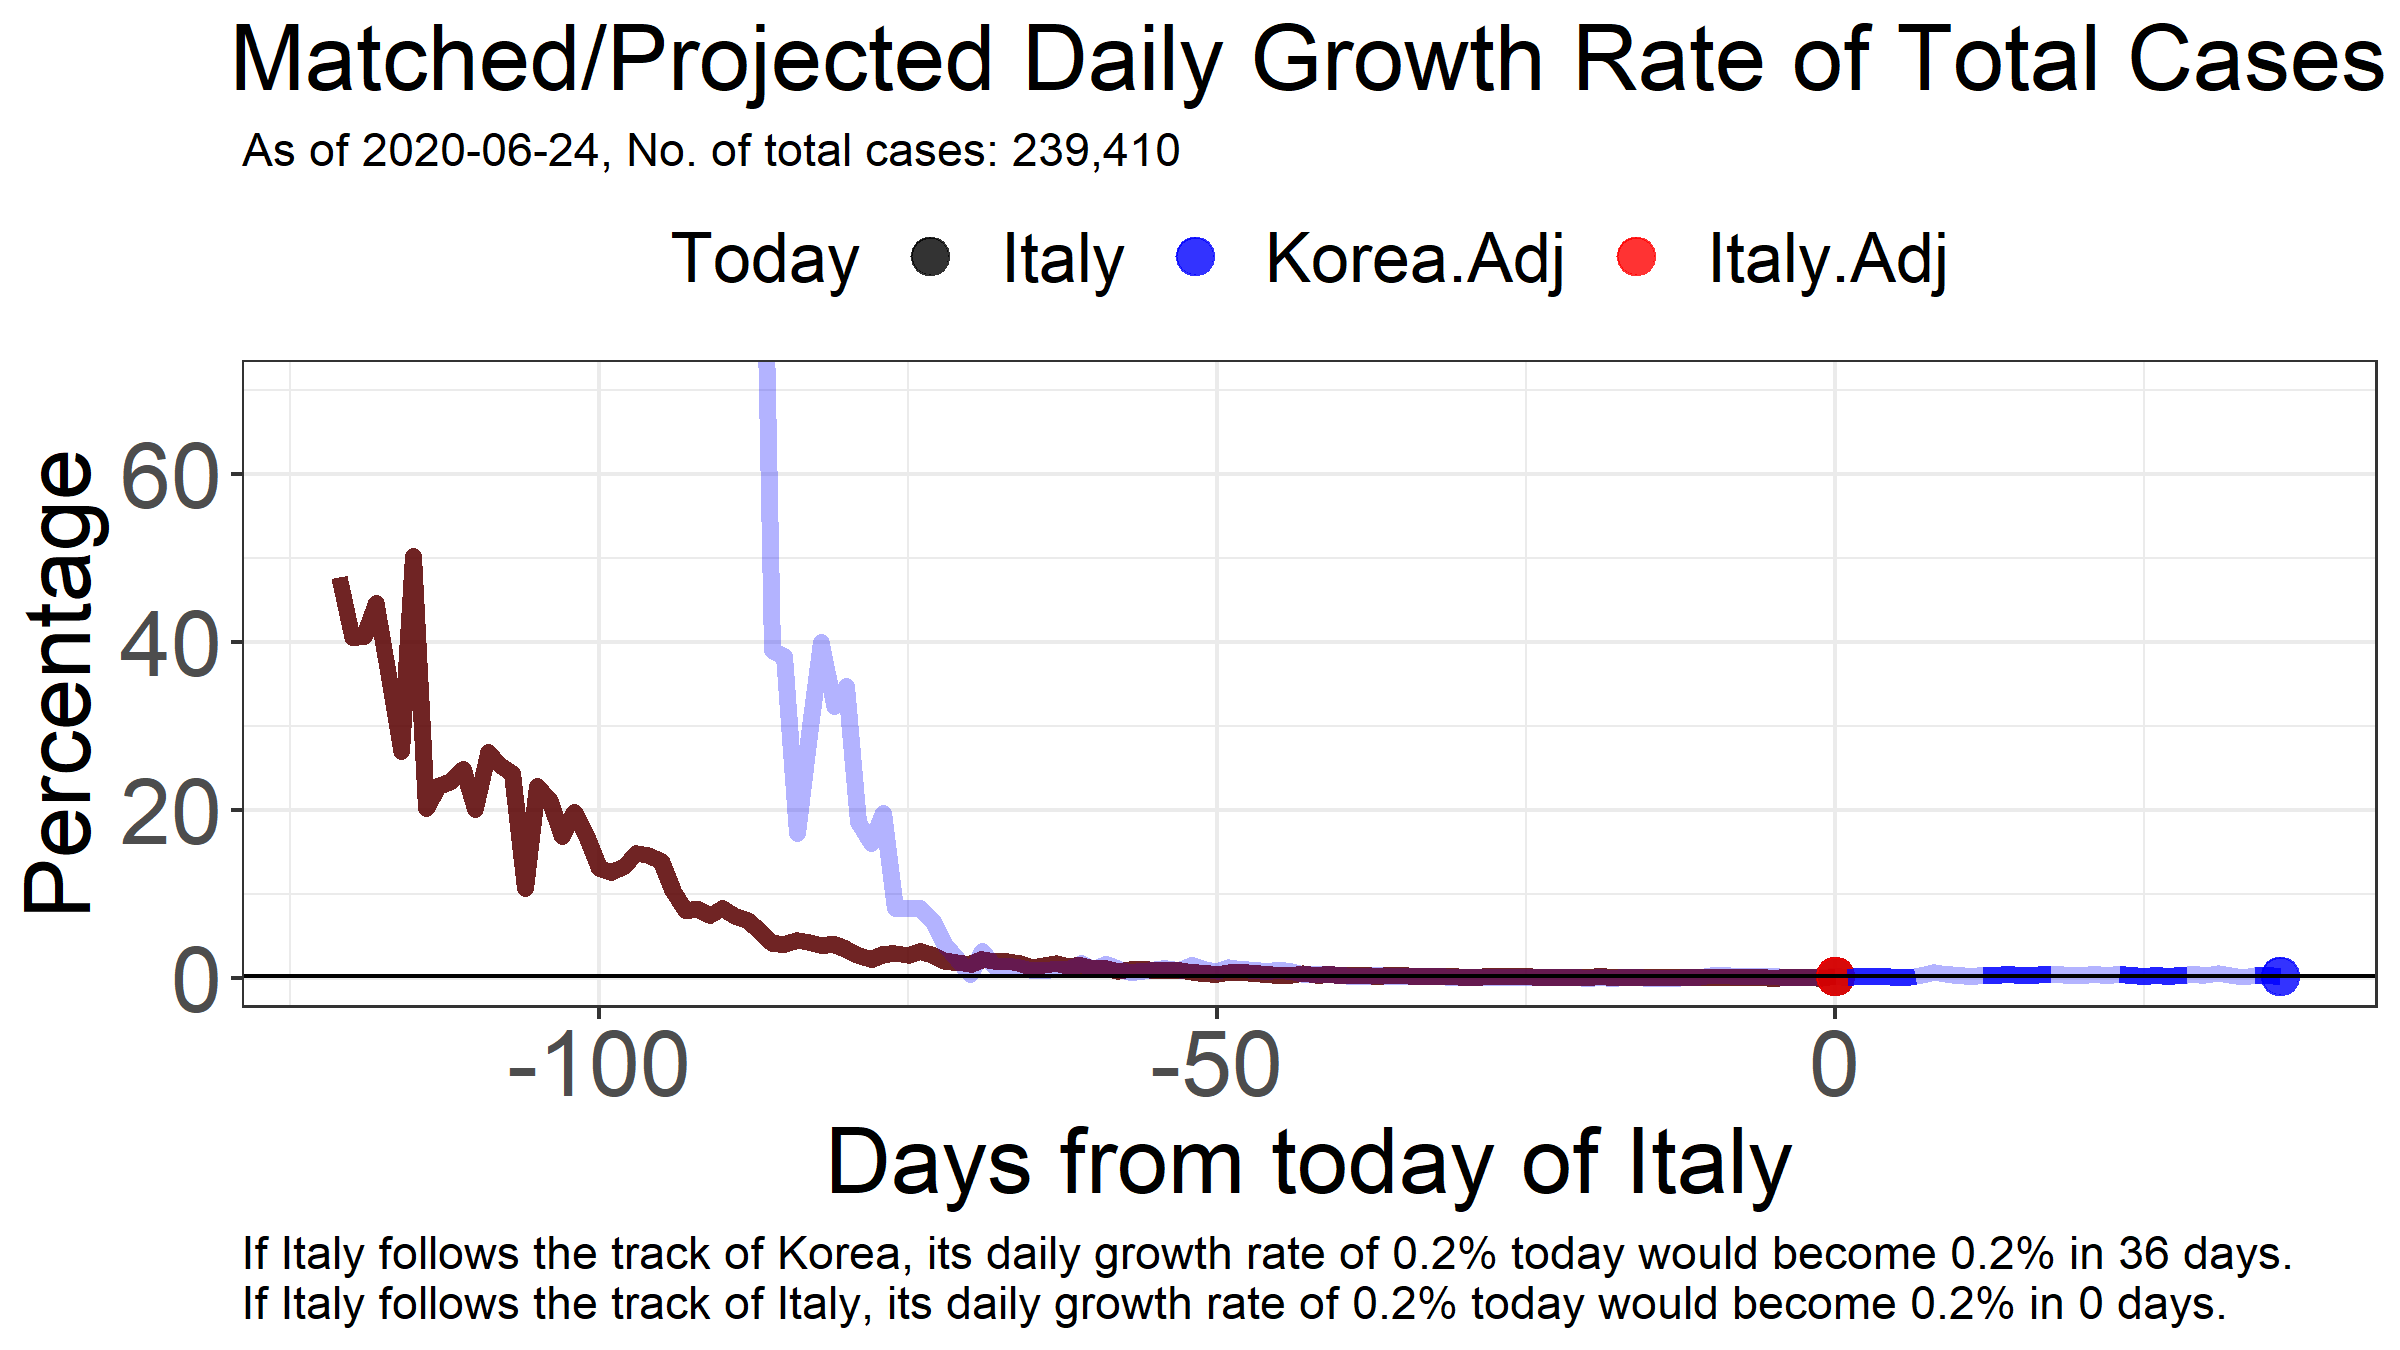 Matched/Projected Daily Growth Rate of Total Cases
As of 2020-06-24, No. of total cases: 239,410
Today Italy Korea.Adj Italy.Adj
Percentage
60
40
20
0
-100 -50 0
Days from today of Italy
If Italy follows the track of Korea, its daily growth rate of 0.2% today would become 0.2% in 36 days.
If Italy follows the track of Italy, its daily growth rate of 0.2% today would become 0.2% in 0 days.